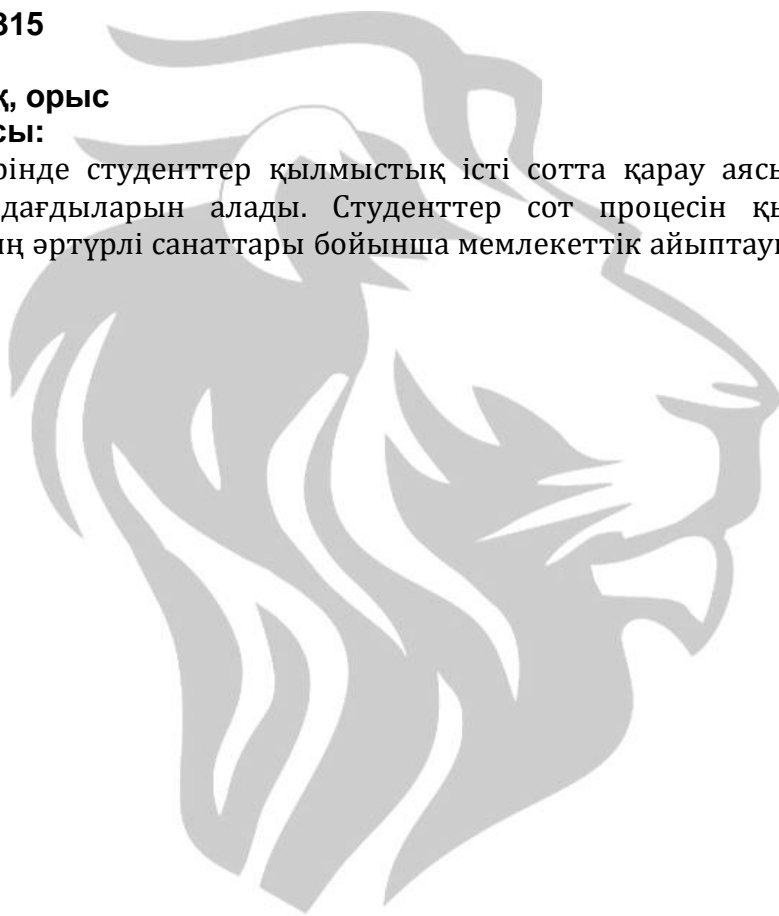 315
қ, орыс
сы:
рінде студенттер қылмыстық істі сотта қарау аясы
дағдыларын алады. Студенттер сот процесін қы
ың әртүрлі санаттары бойынша мемлекеттік айыптау